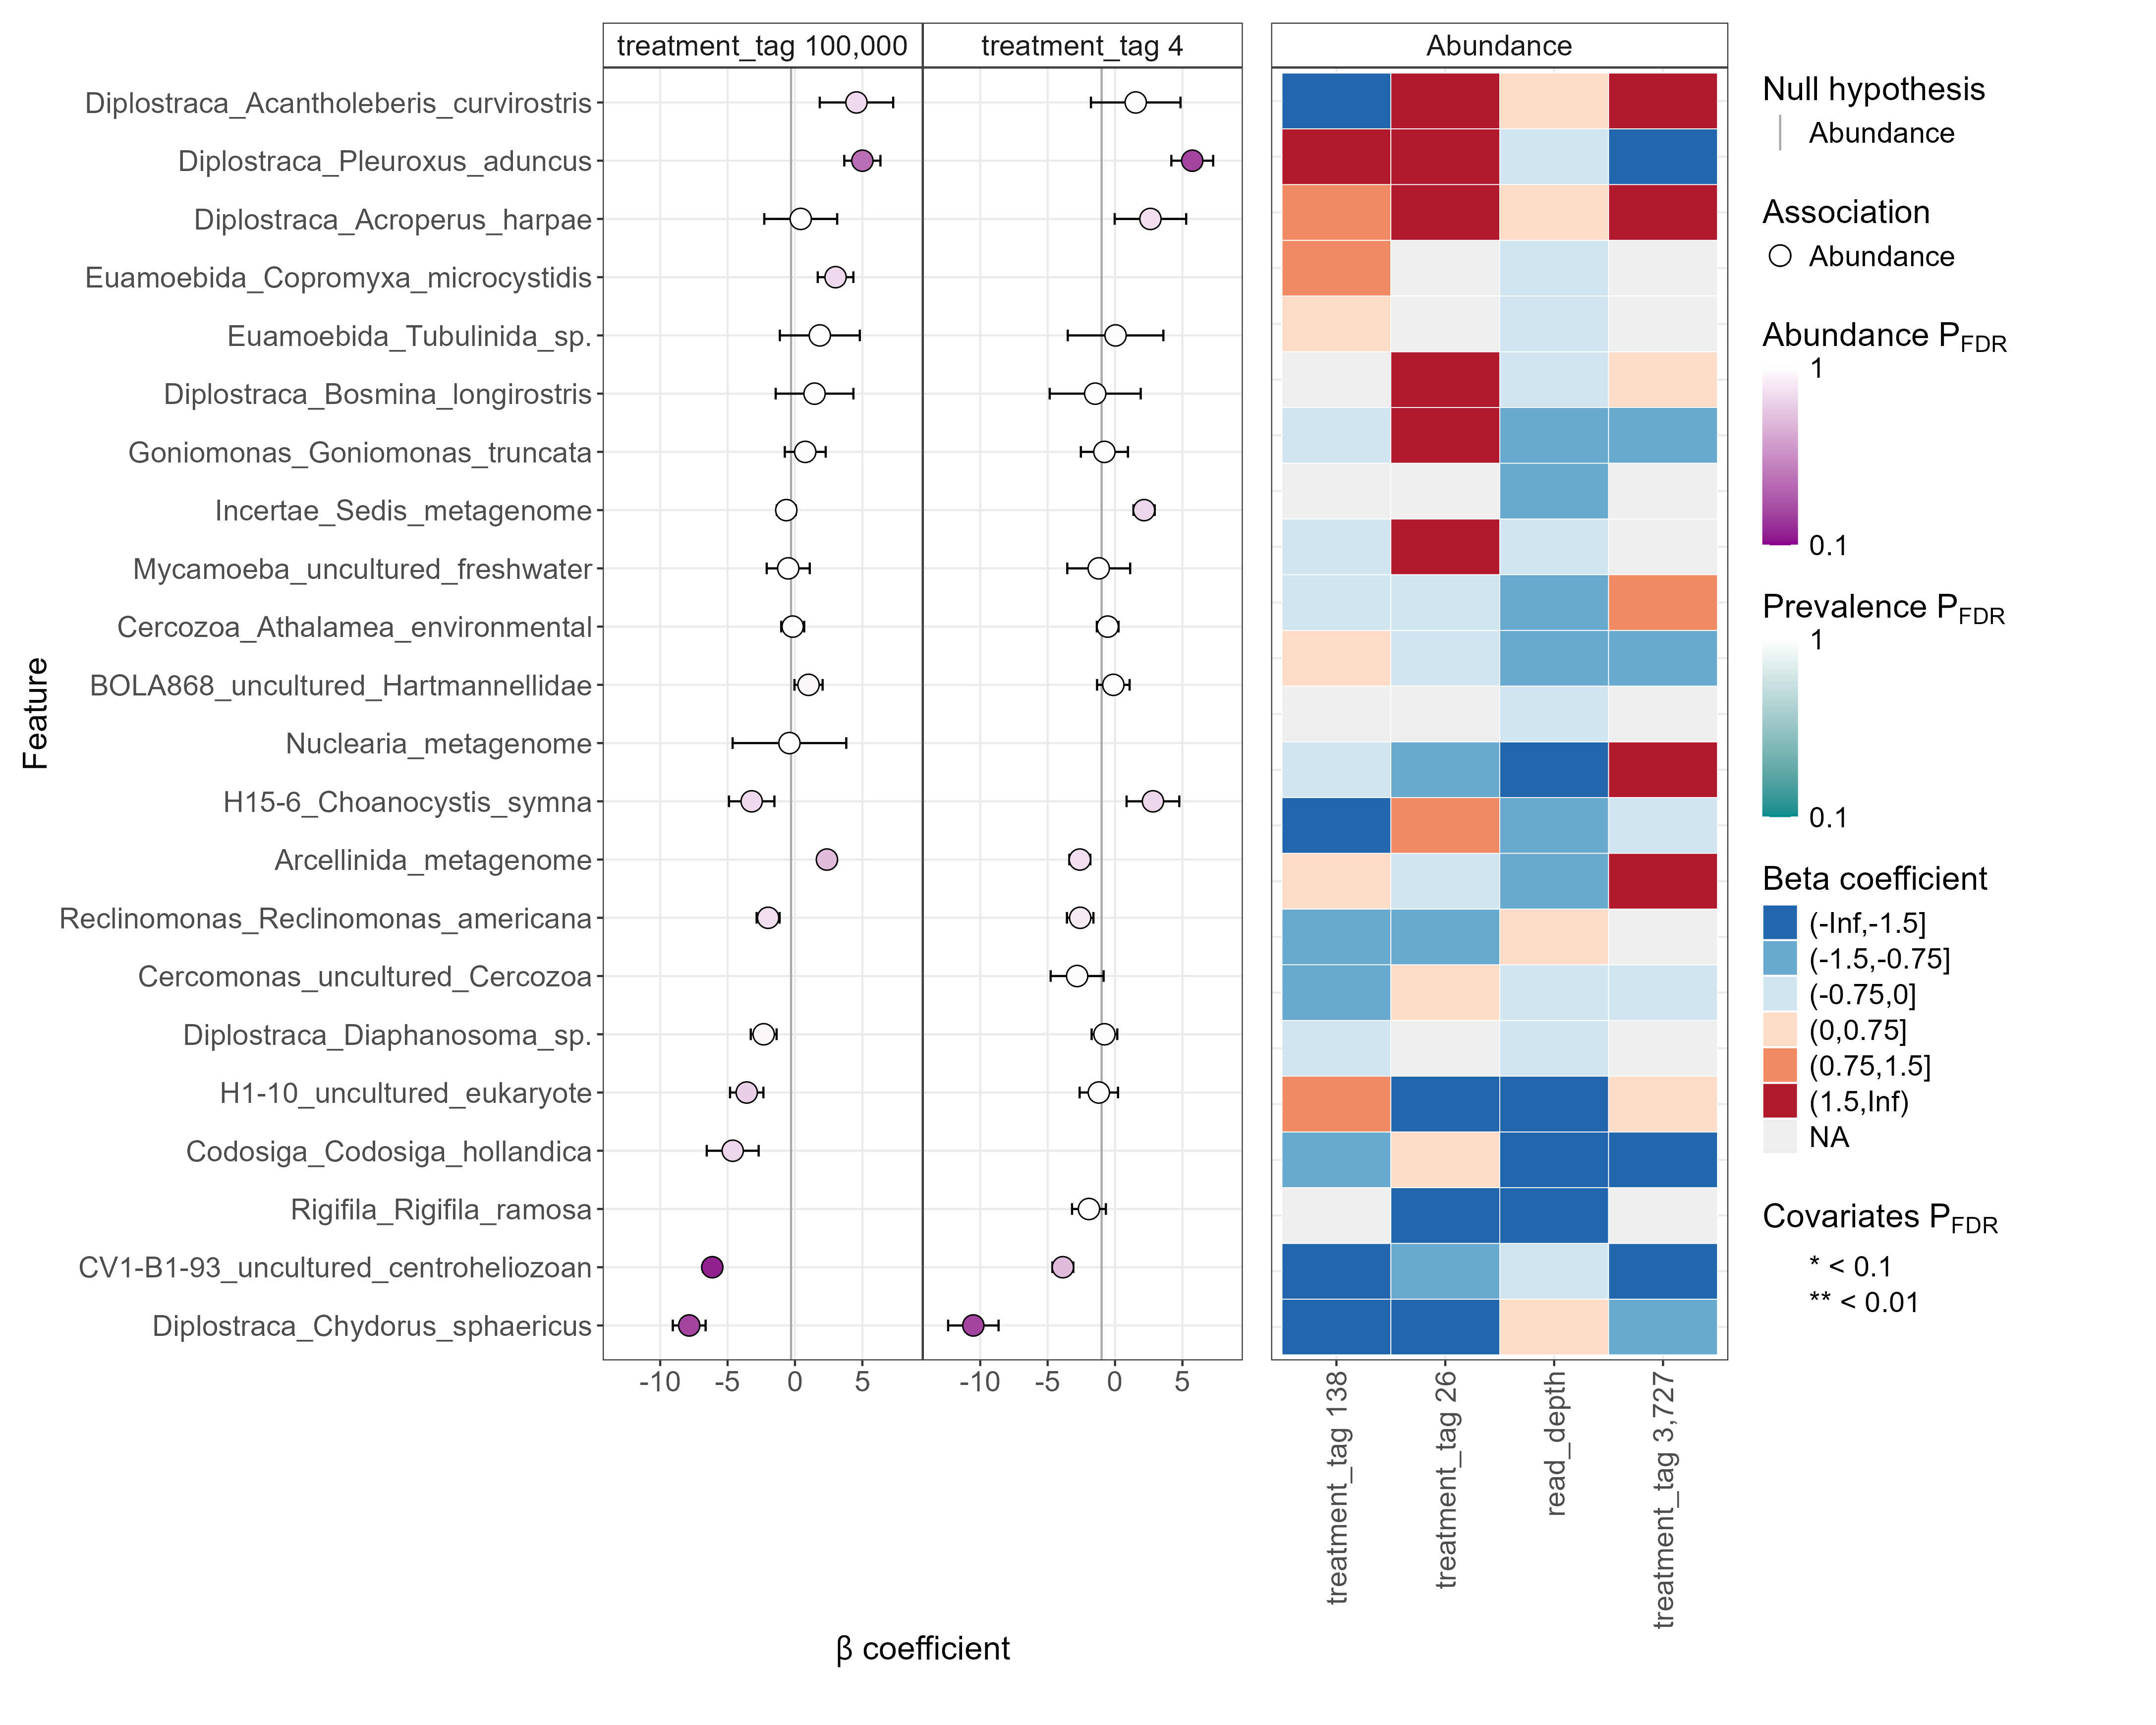 treatment_tag 100,000
treatment_tag 4
Abundance
Feature
Diplostraca_Acantholeberis_curvirostris
Diplostraca_Pleuroxus_aduncus
Diplostraca_Acroperus_harpae
Euamoebida_Copromyxa_microcystidis
Euamoebida_Tubulinida_sp.
Diplostraca_Bosmina_longirostris
Goniomonas_Goniomonas_truncata
Incertae_Sedis_metagenome
Mycamoeba_uncultured_freshwater
Cercozoa_Athalamea_environmental
BOLA868_uncultured_Hartmannellidae
Nuclearia_metagenome
H15-6_Choanocystis_symna
Arcellinida_metagenome
Reclinomonas_Reclinomonas_americana
Cercomonas_uncultured_Cercozoa
Diplostraca_Diaphanosoma_sp.
H1-10_uncultured_eukaryote
Codosiga_Codosiga_hollandica
Rigifila_Rigifila_ramosa
CV1-B1-93_uncultured_centroheliozoan
Diplostraca_Chydorus_sphaericus
-10 -5 0 5
-10 -5 0 5
β coefficient
treatment_tag 138
treatment_tag 26
read_depth
treatment_tag 3,727
Null hypothesis
Abundance
Association
Abundance
Abundance PFDR
1
0.1
Prevalence PFDR
1
0.1
Beta coefficient
(-Inf,-1.5]
(-1.5,-0.75]
(-0.75,0]
(0,0.75]
(0.75,1.5]
(1.5,Inf)
NA
Covariates PFDR
* < 0.1
** < 0.01